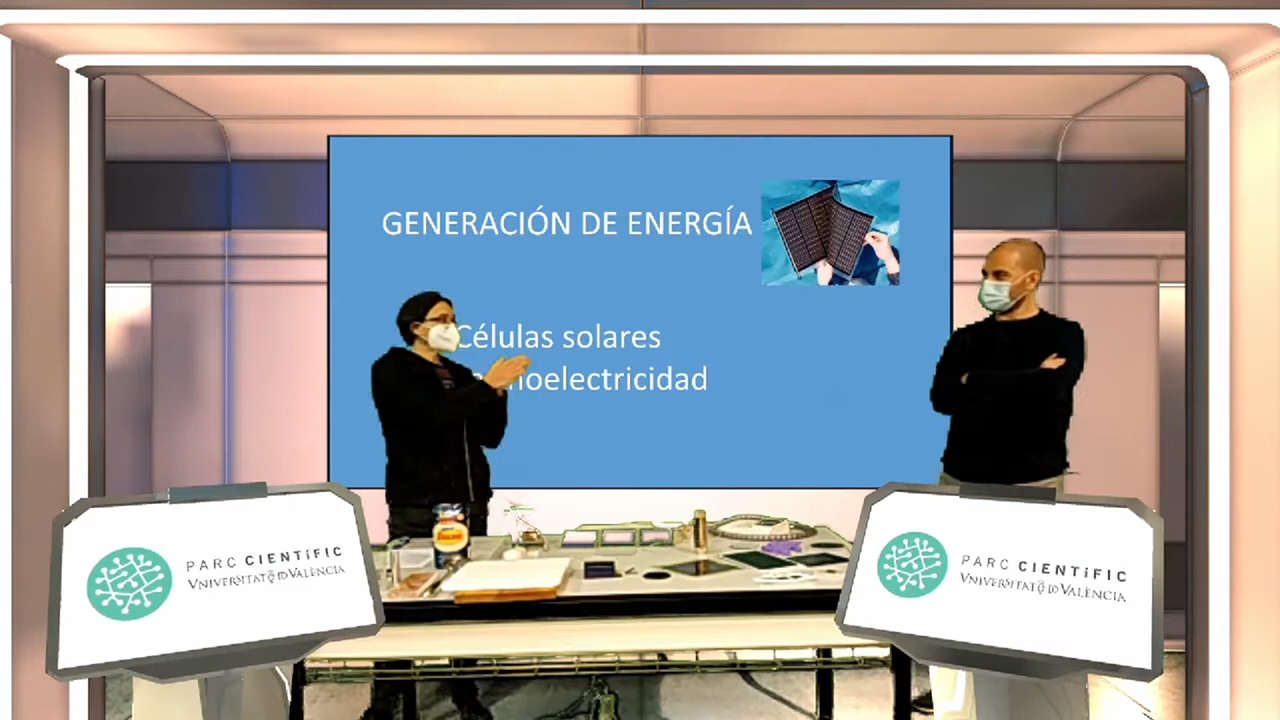 GENERACIÓN DE ENERGÍA
Células solares
PARC CIENTÍFIC
VNIVERSITAT DE VALÈNCIA
PARC CIENTÍFIC
VNIVERSITAT DE VALÈNCIA